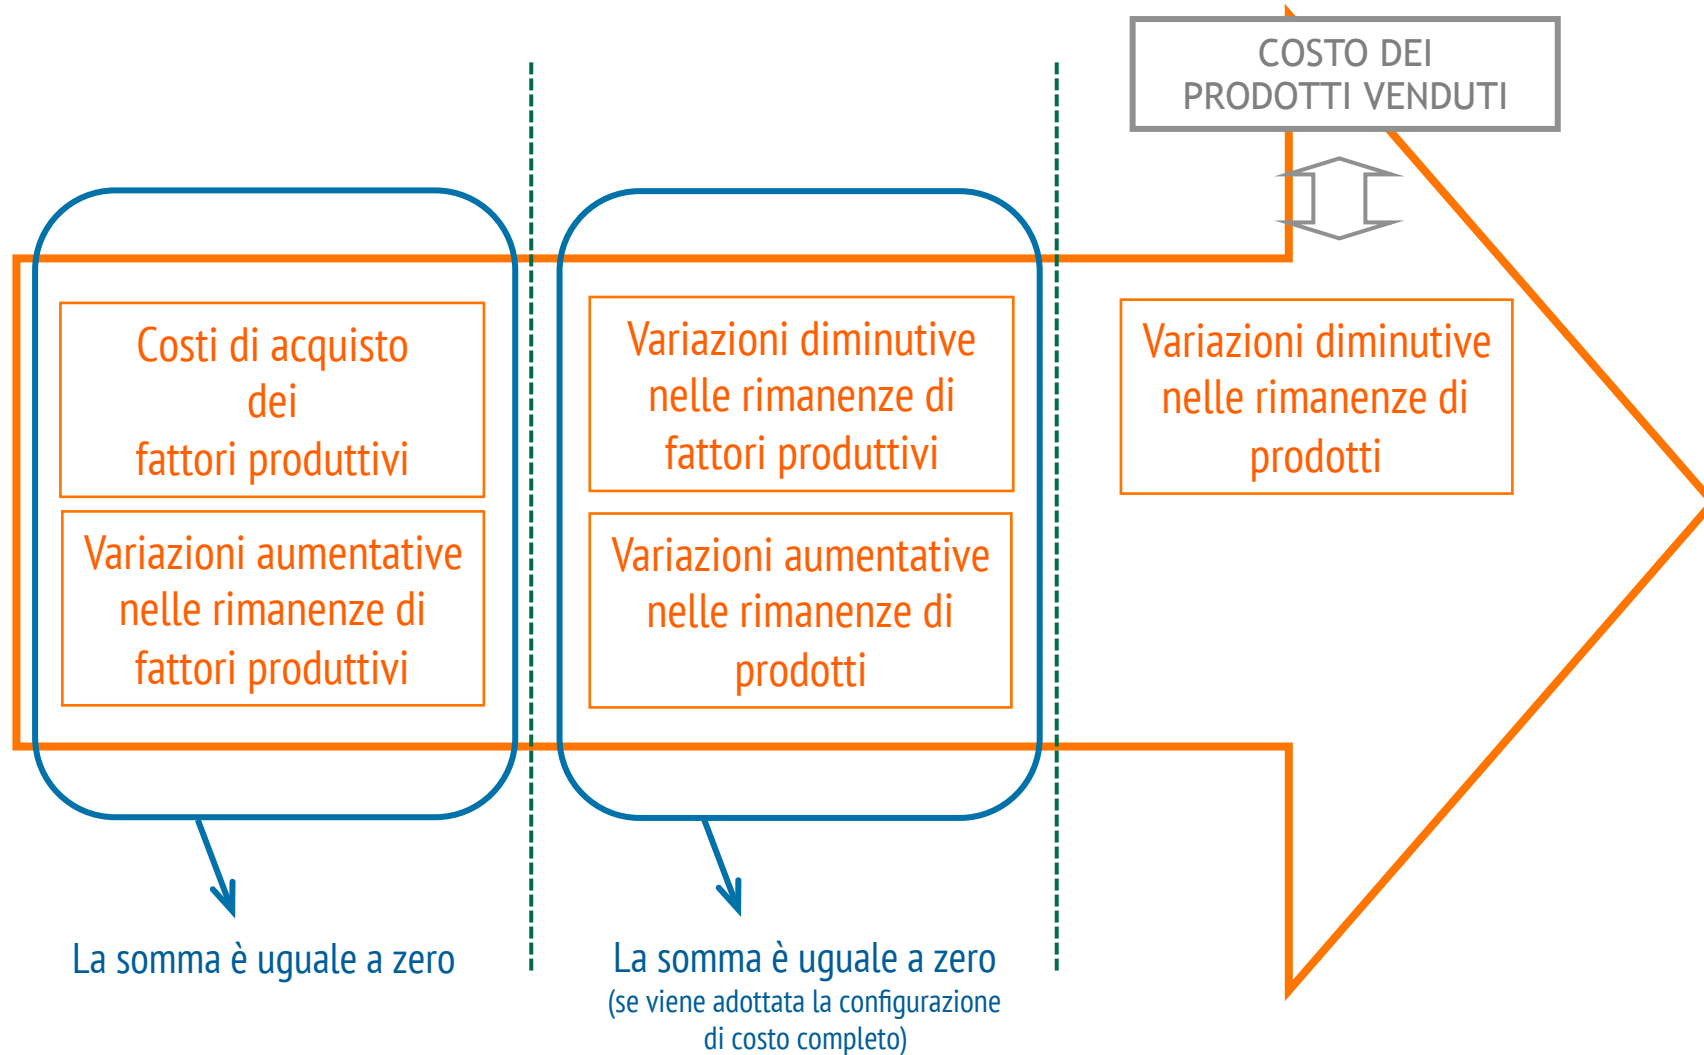 COSTO DEI
PRODOTTI VENDUTI
Costi di acquisto
dei
fattori produttivi
Variazioni aumentative
nelle rimanenze di
fattori produttivi
Variazioni diminutive
nelle rimanenze di
fattori produttivi
Variazioni aumentative
nelle rimanenze di
prodotti
Variazioni diminutive
nelle rimanenze di
prodotti
La somma è uguale a zero
La somma è uguale a zero
(se viene adottata la configurazione
di costo completo)